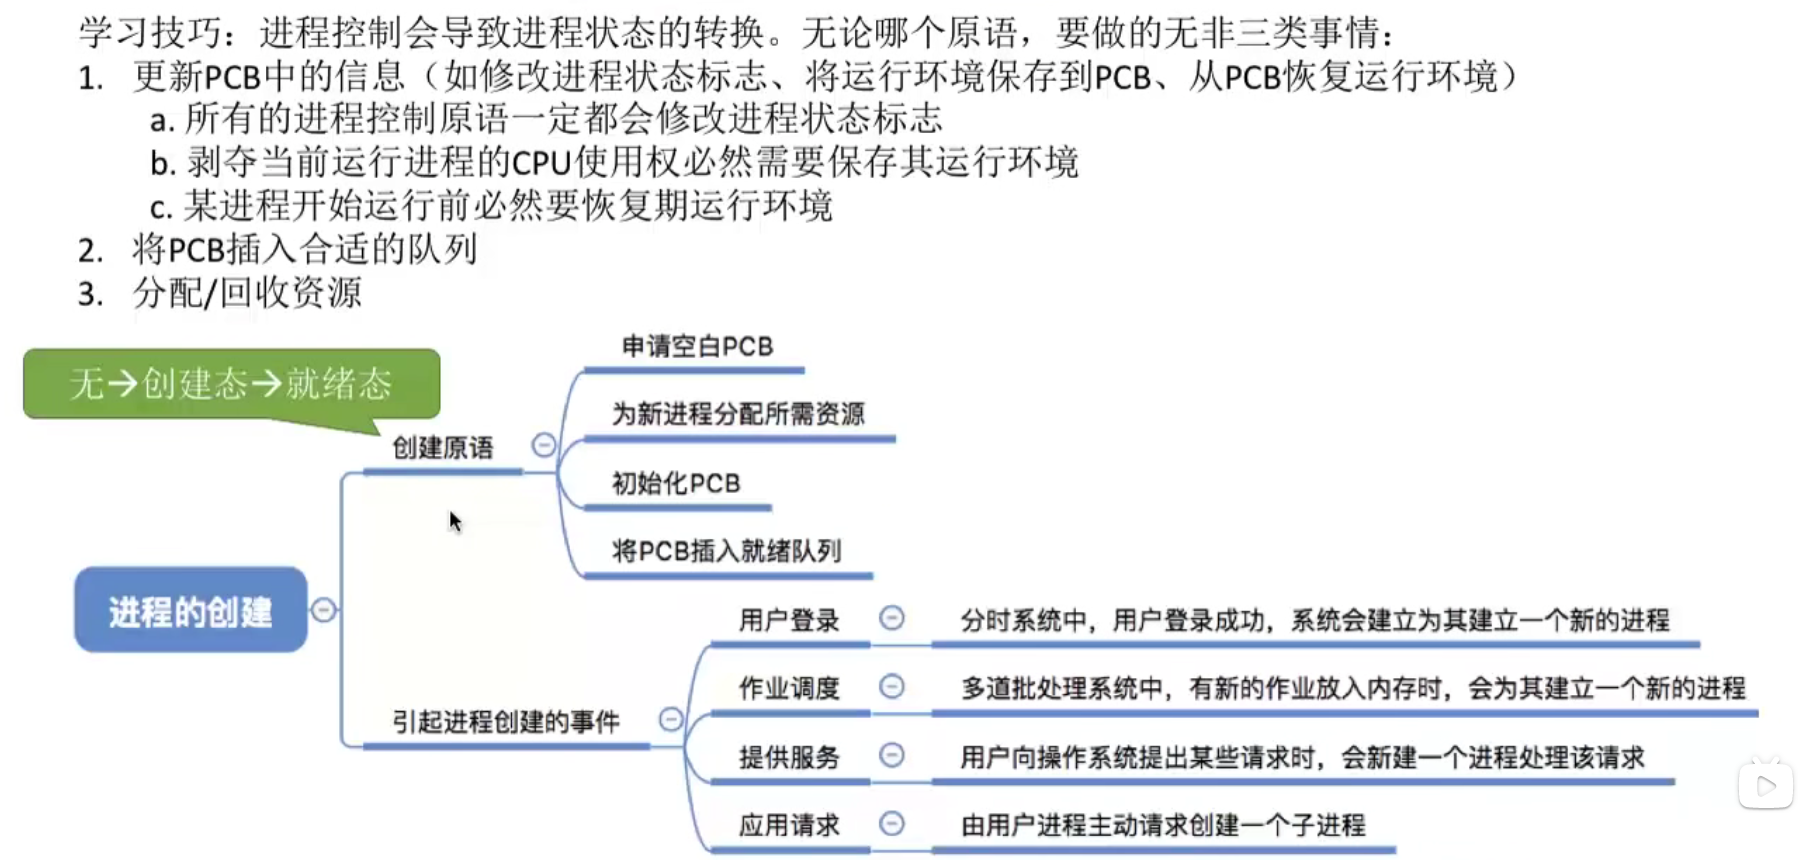 学习技巧：进程控制会导致进程状态的转换。无论哪个原语，要做的无非三类事情：
1. 更新PCB中的信息（如修改进程状态标志、将运行环境保存到PCB、从PCB恢复运行环境）
a. 所有的进程控制原语一定都会修改进程状态标志
b. 剥夺当前运行进程的CPU使用权必然需要保存其运行环境
c. 某进程开始运行前必然要恢复期运行环境
2. 将PCB插入合适的队列
3. 分配/回收资源
无→创建态→就绪态
进程的创建
创建原语
申请空白PCB
为新进程分配所需资源
初始化PCB
将PCB插入就绪队列
引起进程创建的事件
用户登录
分时系统中，用户登录成功，系统会建立为其建立一个新的进程
作业调度
多道批处理系统中，有新的作业放入内存时，会为其建立一个新的进程
提供服务
用户向操作系统提出某些请求时，会新建一个进程处理该请求
应用请求
由用户进程主动请求创建一个子进程